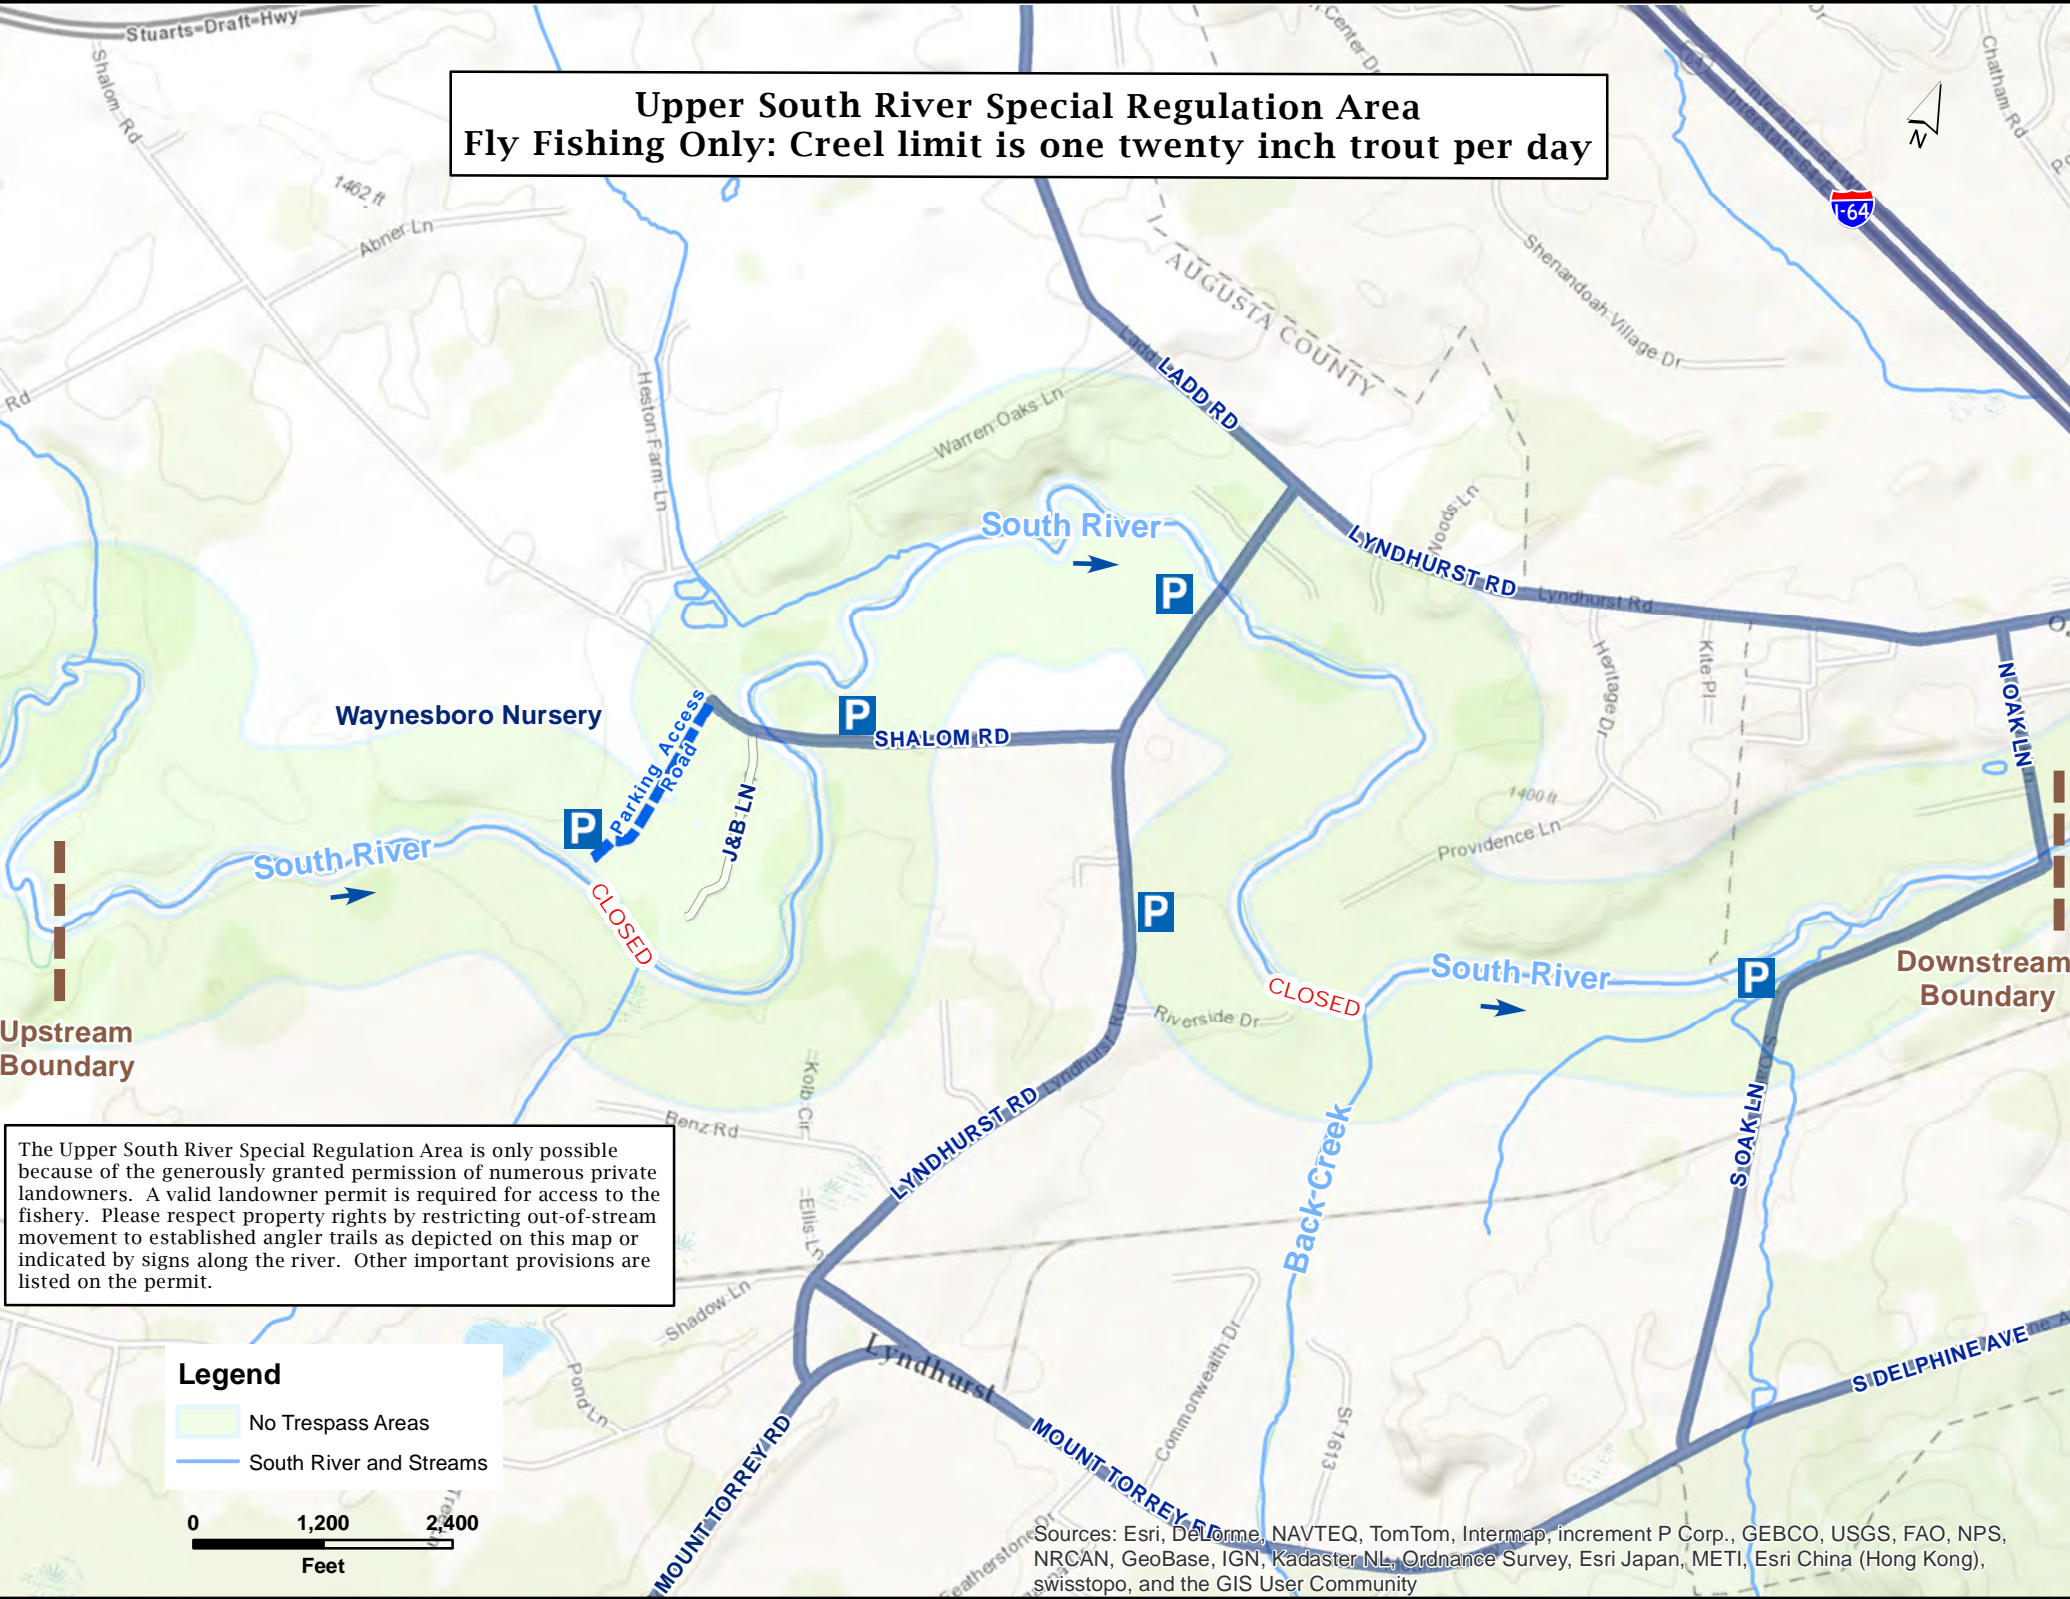 Stuarts-Draft-Hwy
Shalom Rd
1462 ft
Abner Ln
Rd
Upper South River Special Regulation Area
Fly Fishing Only: Creel limit is one twenty inch trout per day
Center Dr
Dr
Chatham Rd
N
Interstate 64 W
Interstate 64 E
I-64
Shenandoah Village Dr
AUGUSTA COUNTY
Ladd
LADD RD
Heston Farm Ln
Warren Oaks Ln
South River
Woods Ln
LYNDHURST RD
Lyndhurst Rd
P
Heritage Dr
Kite Pl
N OAK LN
Waynesboro Nursery
Parking Access
Road
P
SHALOM RD
J&B LN
P
1400 ft
Providence Ln
South River
CLOSED
P
CLOSED
South River
P
Downstream
Boundary
Upstream
Boundary
Riverside Dr
Lyndhurst Rd
LYNDHURST RD
Kolb Cir
Benz Rd
Ellis Ln
Back Creek
S OAK LN
The Upper South River Special Regulation Area is only possible
because of the generously granted permission of numerous private
landowners.  A valid landowner permit is required for access to the
fishery.  Please respect property rights by restricting out-of-stream
movement to established angler trails as depicted on this map or
indicated by signs along the river.  Other important provisions are
listed on the permit.
Shadow Ln
Pond Ln
Lyndhurst
Commonwealth Dr
Sr 1613
S DELPHINE AVE
MOUNT TORREY RD
MOUNT TORREY RD
Featherstone Dr
Legend
No Trespass Areas
South River and Streams
0 1,200 2,400
Feet
Sources: Esri, DeLorme, NAVTEQ, TomTom, Intermap, increment P Corp., GEBCO, USGS, FAO, NPS,
NRCAN, GeoBase, IGN, Kadaster NL, Ordnance Survey, Esri Japan, METI, Esri China (Hong Kong),
swisstopo, and the GIS User Community